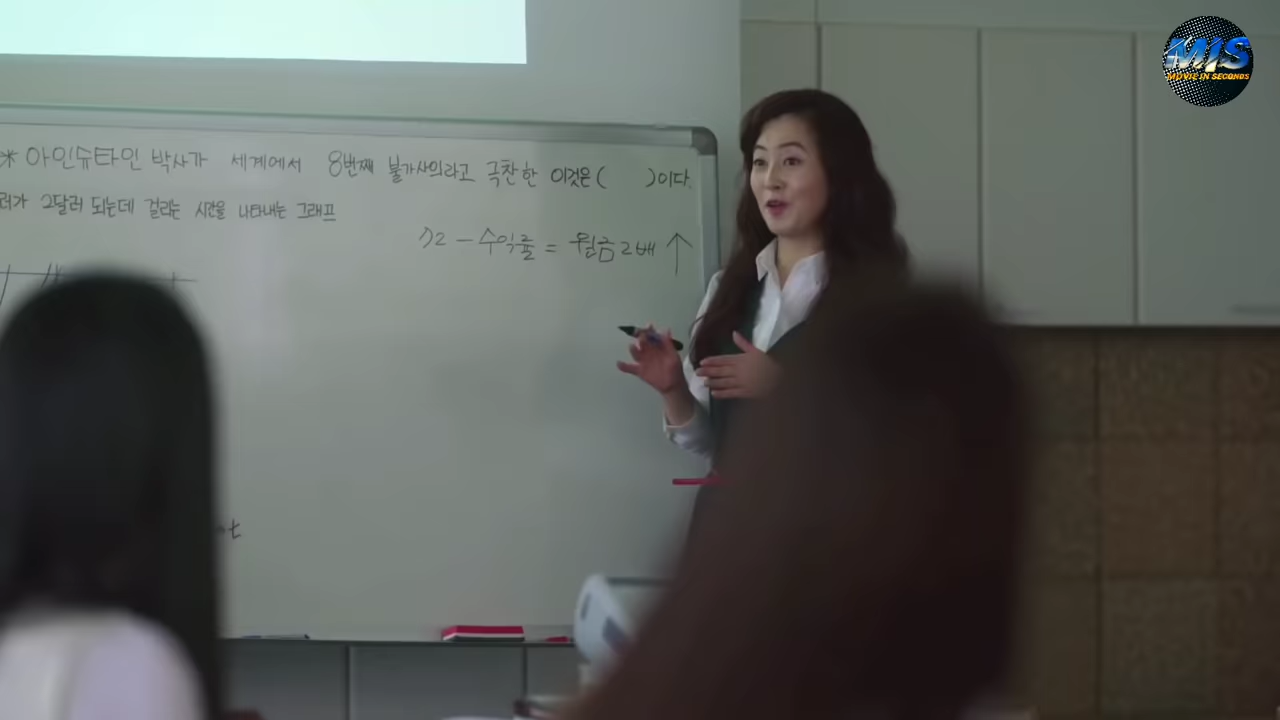 MIS
MOVIE IN SECONDS
* 아인슈타인 박사가 세계에서 8번째 불가사의라고 극찬한 이것은 ( )이다.
러가 2달러 되는데 걸리는 시간을 나타내는 그래프
72 - 수익률 = 원금 2배 ↑
t